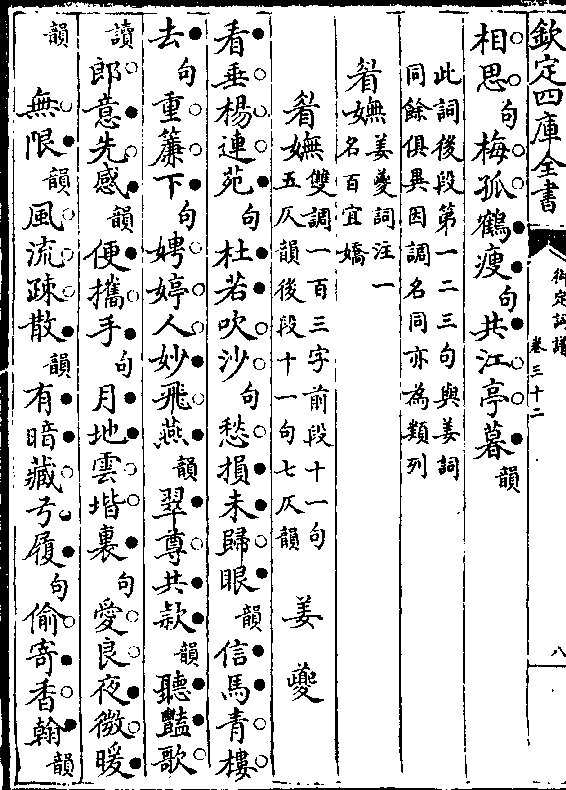 欽定四庫全書
御定詞譜 卷三十二
八
相思句梅孤鶴瘦句共江亭暮韻
此詞後段第一二三句與姜詞
同餘俱異因調名同亦為類列
睂嫵 姜夔詞注一
名百宜嬌
睂嫵 雙調一百三字前段十一句
五仄韻後段十一句七仄韻 姜夔
看垂楊連苑句杜若吹沙句愁損未歸眼韻信馬青樓
去句重簾下句娉婷人妙飛燕韻翠尊共款韻聽豔歌
讀郎意先感韻便攜手句月地雲堦裏句愛良夜微暖
韻無限韻風流疎散韻有暗藏弓履句偷寄香翰韻